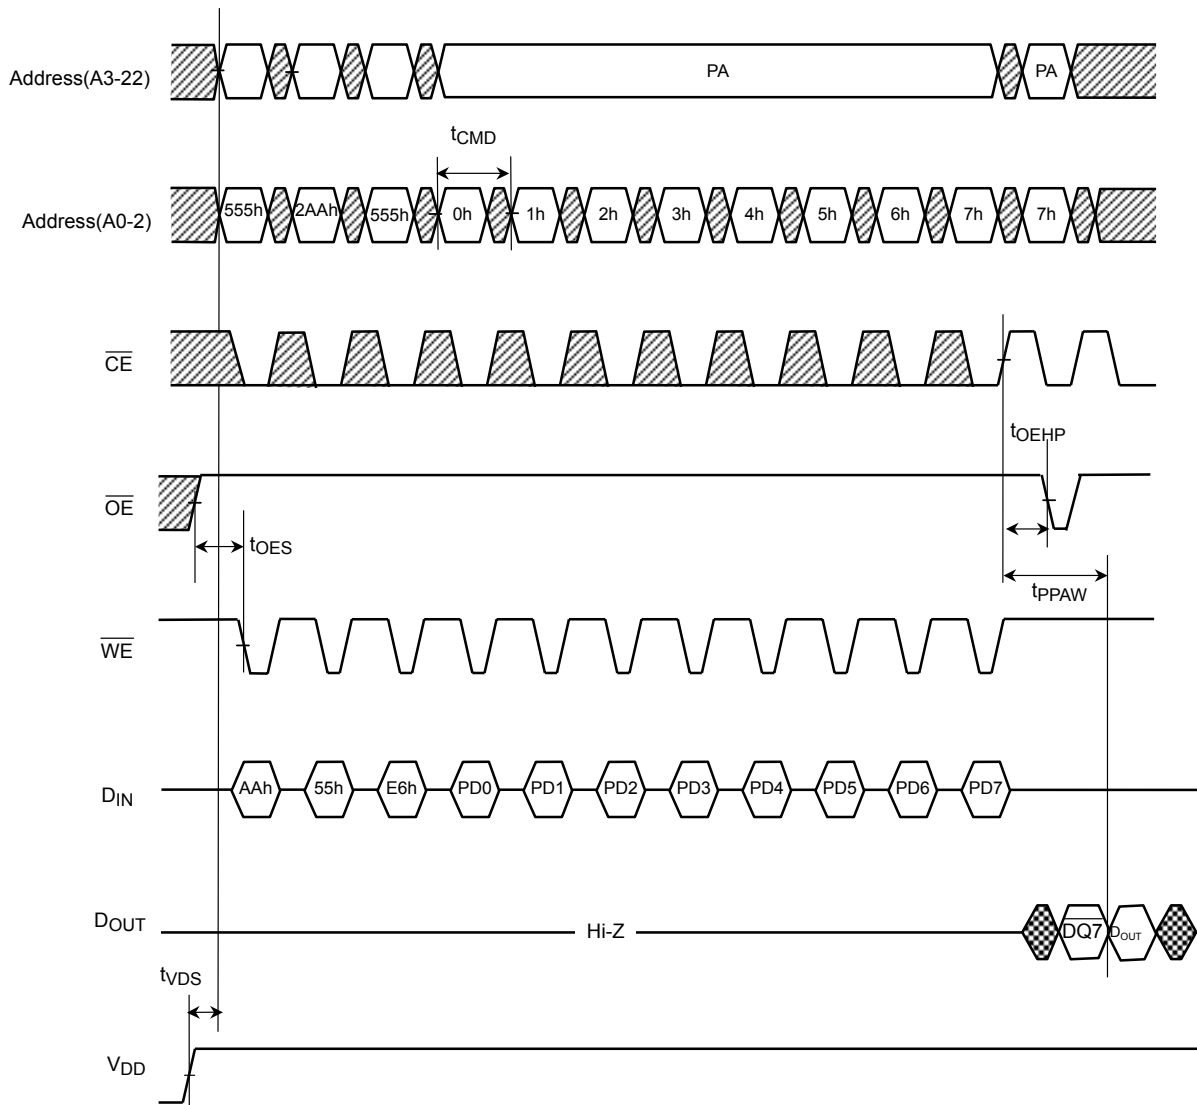 Address(A3-22) PA PA
tCMD
Address(A0-2) 555h 2AAh 555h 0h 1h 2h 3h 4h 5h 6h 7h 7h
CE
tOEHP
OE
tOES
tPPAW
WE
DIN AAh 55h E6h PD0 PD1 PD2 PD3 PD4 PD5 PD6 PD7
DOUT Hi-Z DQ7 DOUT
tVDS
VDD